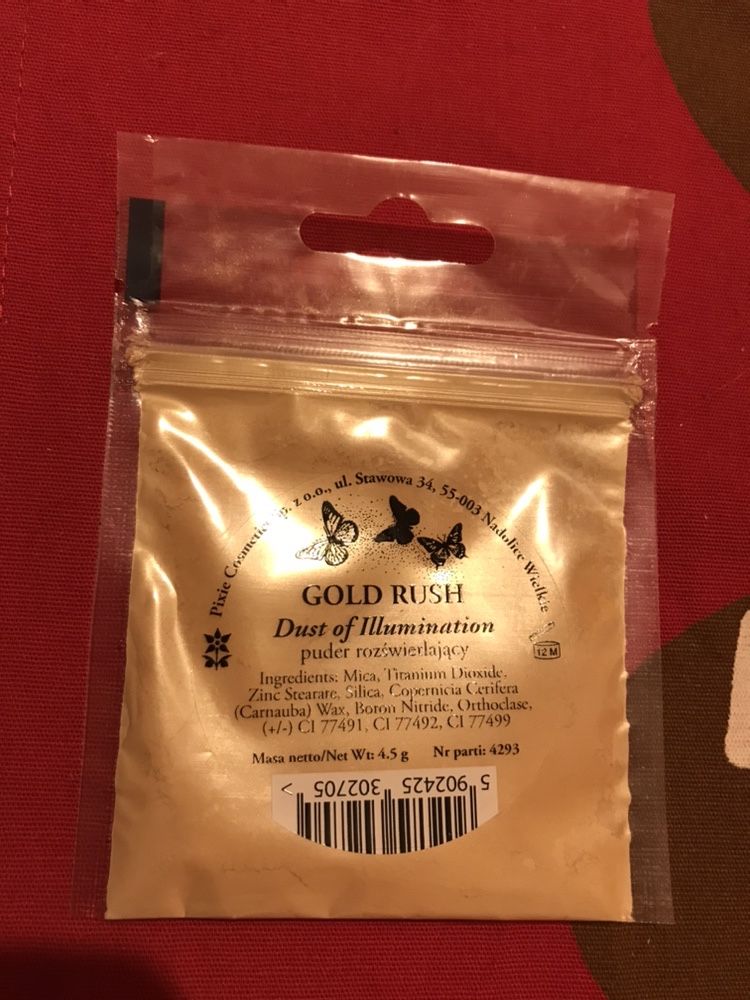 Pixie Cosmetics Sp. z o.o., ul. Stawowa 34, 55-003 Nadolice Wielkie
GOLD RUSH
Dust of Illumination
puder rozświetlający
12 M
Ingredients: Mica, Titanium Dioxide,
Zinc Stearate, Silica, Copernicia Cerifera
(Carnauba) Wax, Boron Nitride, Orthoclase,
(+/-) CI 77491, CI 77492, CI 77499
Masa netto/Net Wt: 4.5 g Nr parti: 4293
5 902425 302705 >